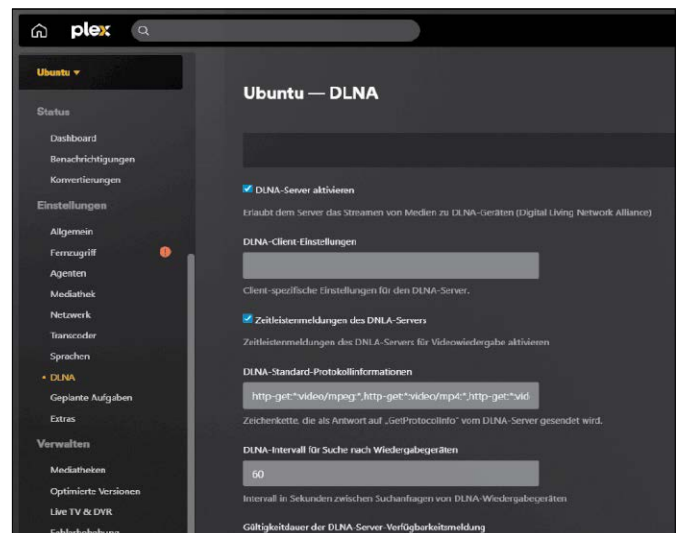 plex
Ubuntu
Status
Dashboard
Benachrichtigungen
Konvertierungen
Einstellungen
Allgemein
Fernzugriff
!
Agenten
Mediathek
Netzwerk
Transcoder
Sprachen
DLNA
Geplante Aufgaben
Extras
Verwalten
Mediatheken
Optimierte Versionen
Live TV & DVR
Fehlerbehebung
Ubuntu — DLNA
DLNA-Server aktivieren
Erlaubt dem Server das Streamen von Medien zu DLNA-Geräten (Digital Living Network Alliance)
DLNA-Client-Einstellungen
Client-spezifische Einstellungen für den DLNA-Server.
Zeitleistenmeldungen des DNLA-Servers
Zeitleistenmeldungen des DNLA-Servers für Videowiedergabe aktivieren
DLNA-Standard-Protokollinformationen
http-get:*:video/mpeg:*,http-get:*:video/mp4:*,http-get:*:vid
Zeichenkette, die als Antwort auf „GetProtocolInfo" vom DLNA-Server gesendet wird.
DLNA-Intervall für Suche nach Wiedergabegeräten
60
Intervall in Sekunden zwischen Suchanfragen von DLNA-Wiedergabegeräten
Gültigkeitdauer der DLNA-Server-Verfügbarkeitsmeldung